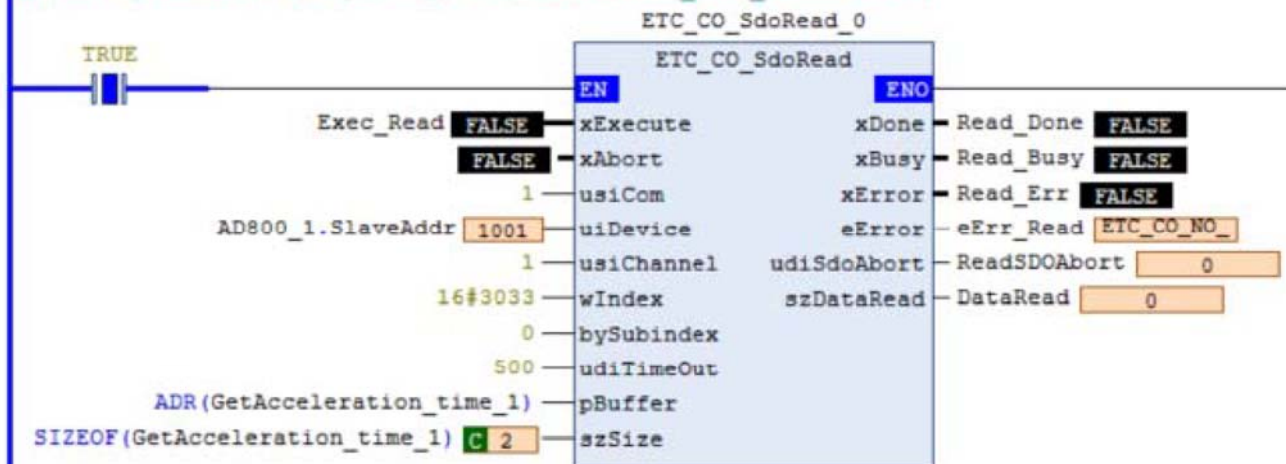 ETC_CO_SdoRead_0
TRUE
ETC_CO_SdoRead
EN ENO
Exec_Read FALSE xExecute xDone Read_Done FALSE
FALSE xAbort xBusy Read_Busy FALSE
1 usiCom xError Read_Err FALSE
AD800_1.SlaveAddr 1001 uiDevice eError eErr_Read ETC_CO_NO_
1 usiChannel udiSdoAbort ReadSDOAbort 0
16#3033 wIndex szDataRead DataRead 0
0 bySubindex
500 udiTimeOut
ADR(GetAcceleration_time_1) pBuffer
SIZEOF(GetAcceleration_time_1) C 2 szSize